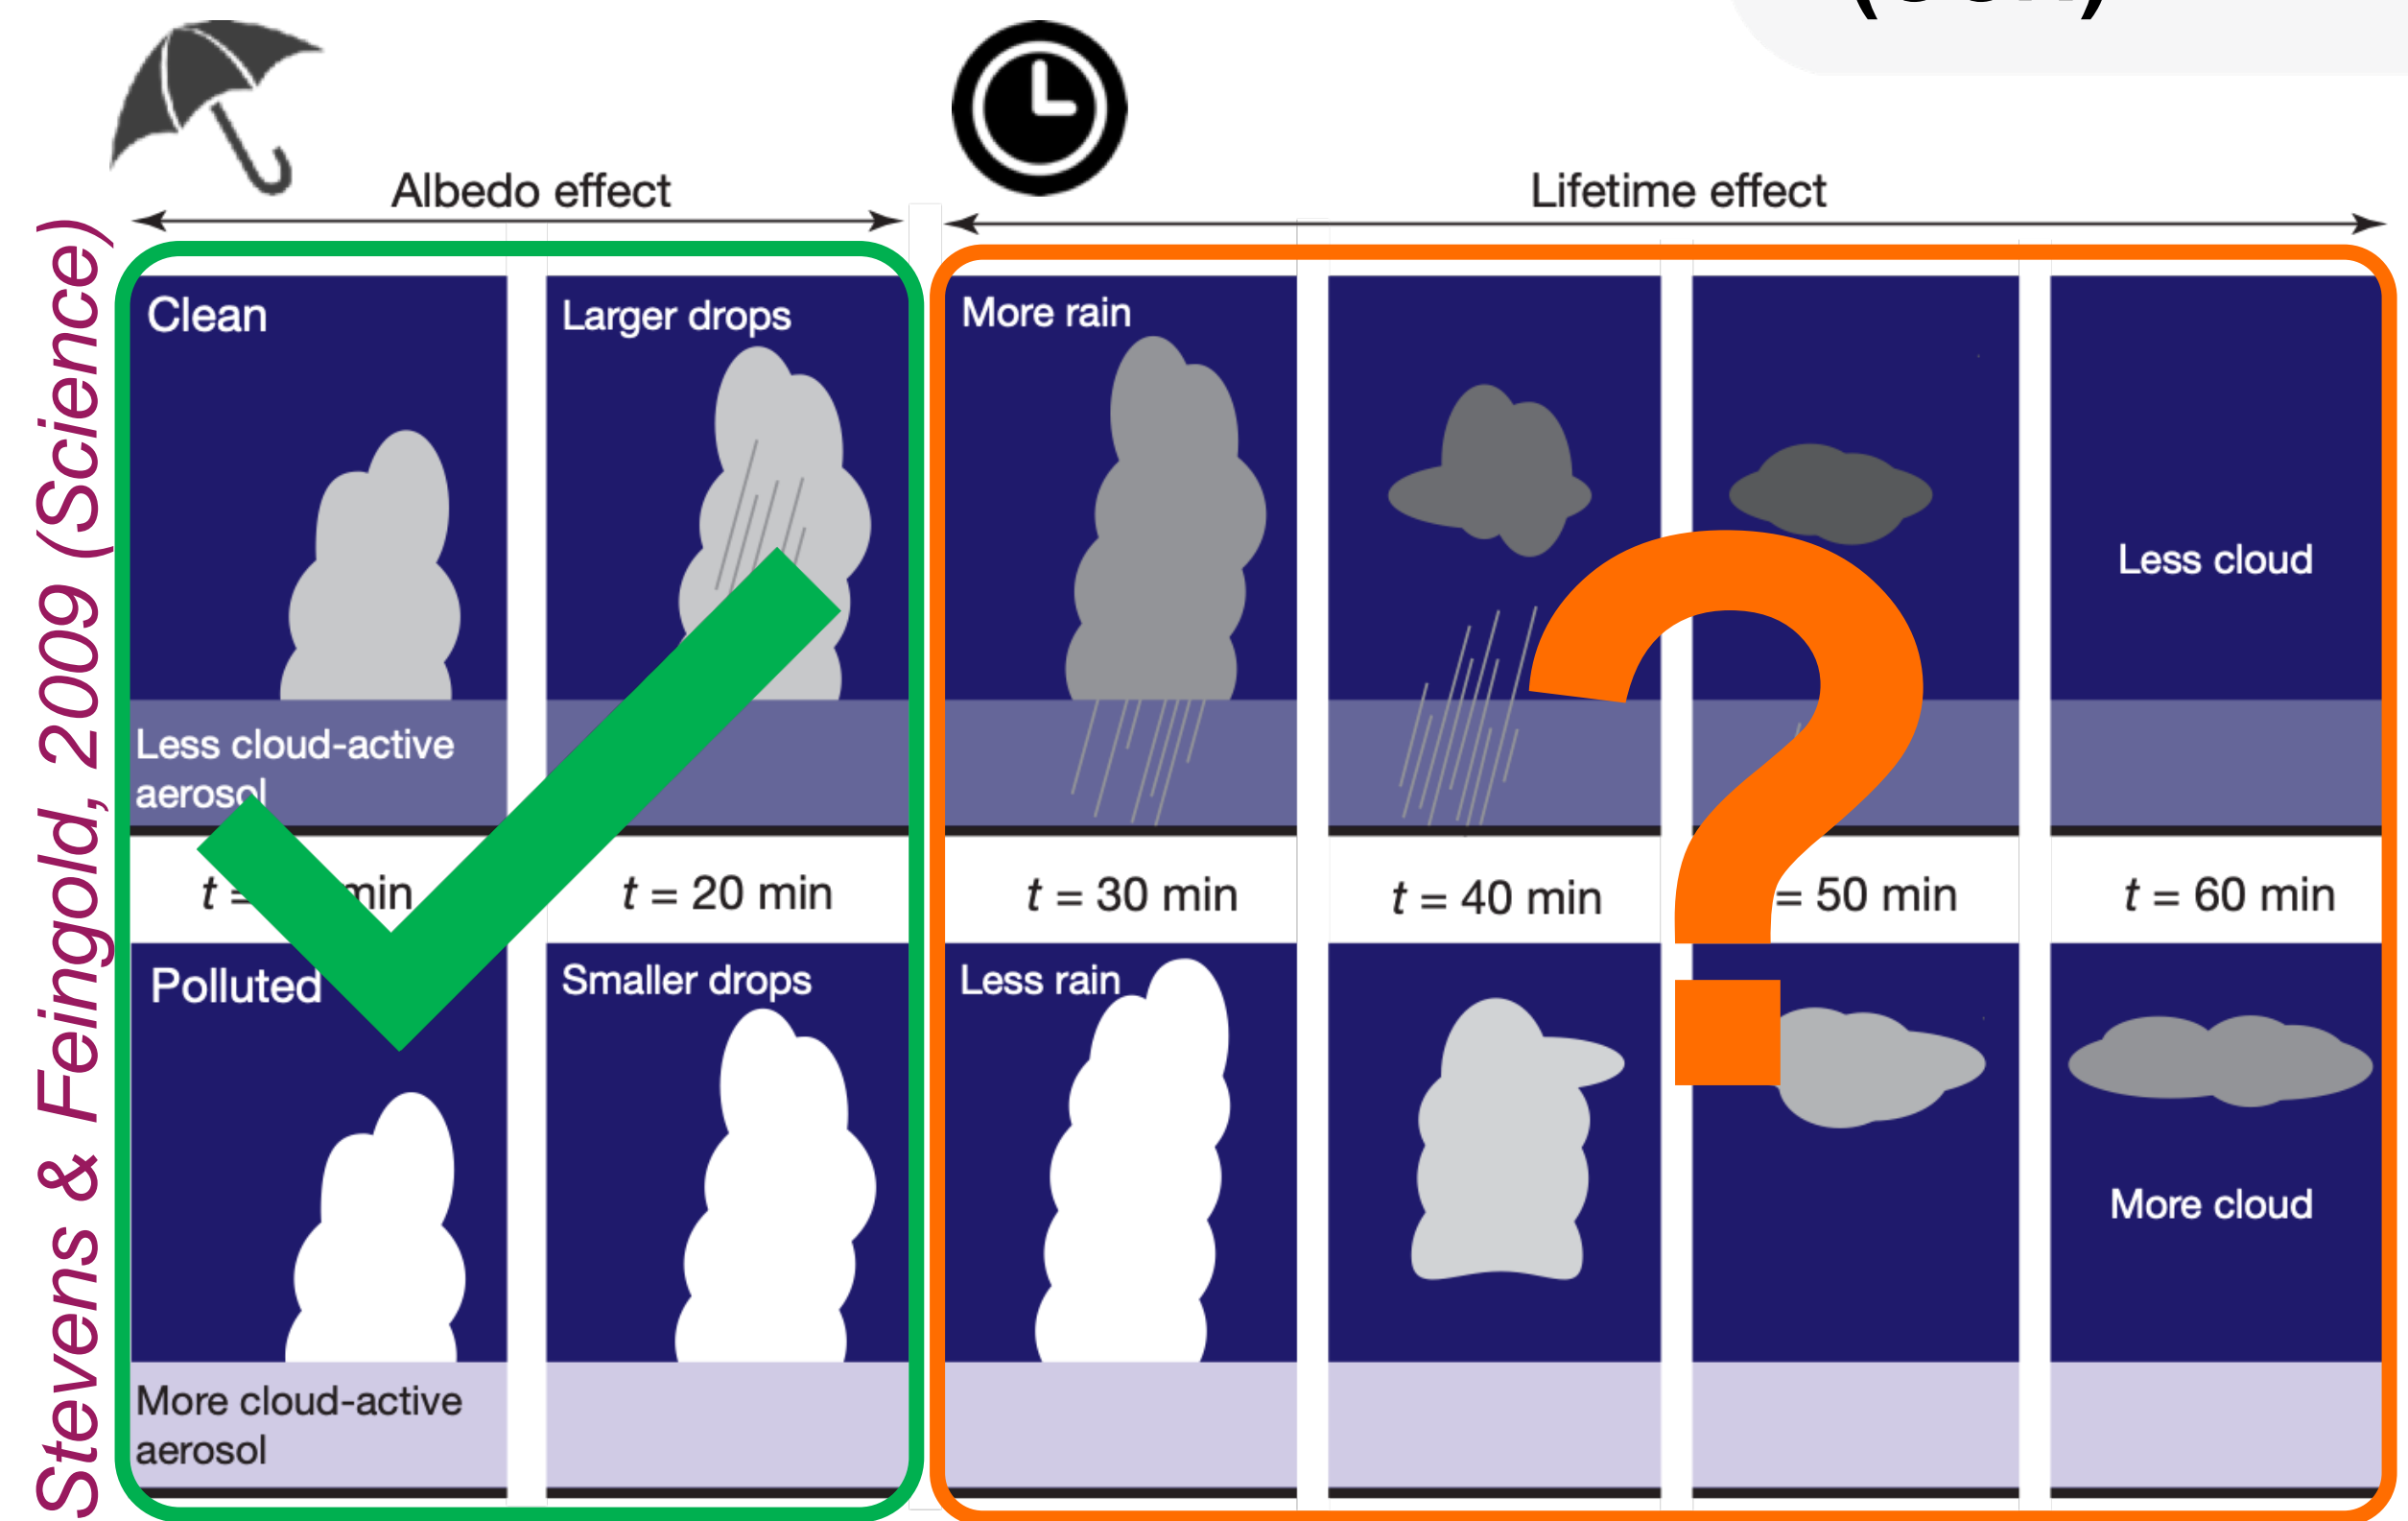 Albedo effect
Lifetime effect
Stevens & Feingold, 2009 (Science)
Clean
Larger drops
More rain
Less cloud
Less cloud-active
aerosol
t = min
t = 20 min
t = 30 min
t = 40 min
= 50 min
t = 60 min
Polluted
Smaller drops
Less rain
More cloud
More cloud-active
aerosol
?